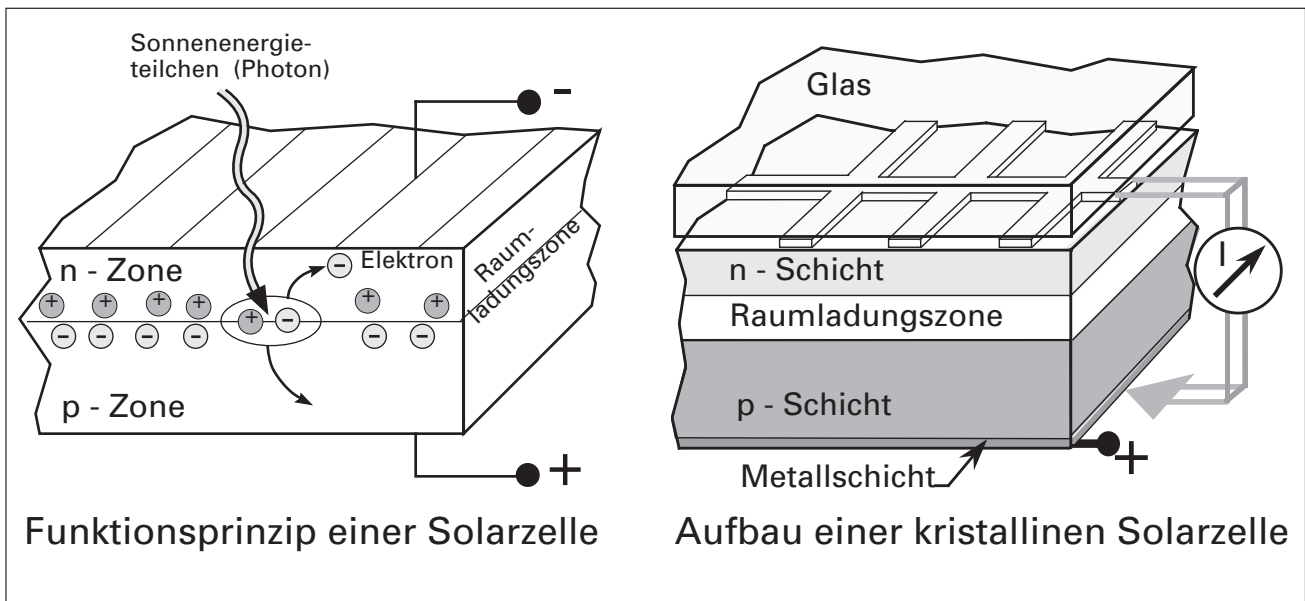 Sonnenenergie-
teilchen (Photon)
-
n - Zone
Elektron
Raum-
ladungszone
+ + + + + - + +
- - - - - -
p - Zone
+
Funktionsprinzip einer Solarzelle
Glas
n - Schicht
I
Raumladungszone
p - Schicht
+
Metallschicht
Aufbau einer kristallinen Solarzelle